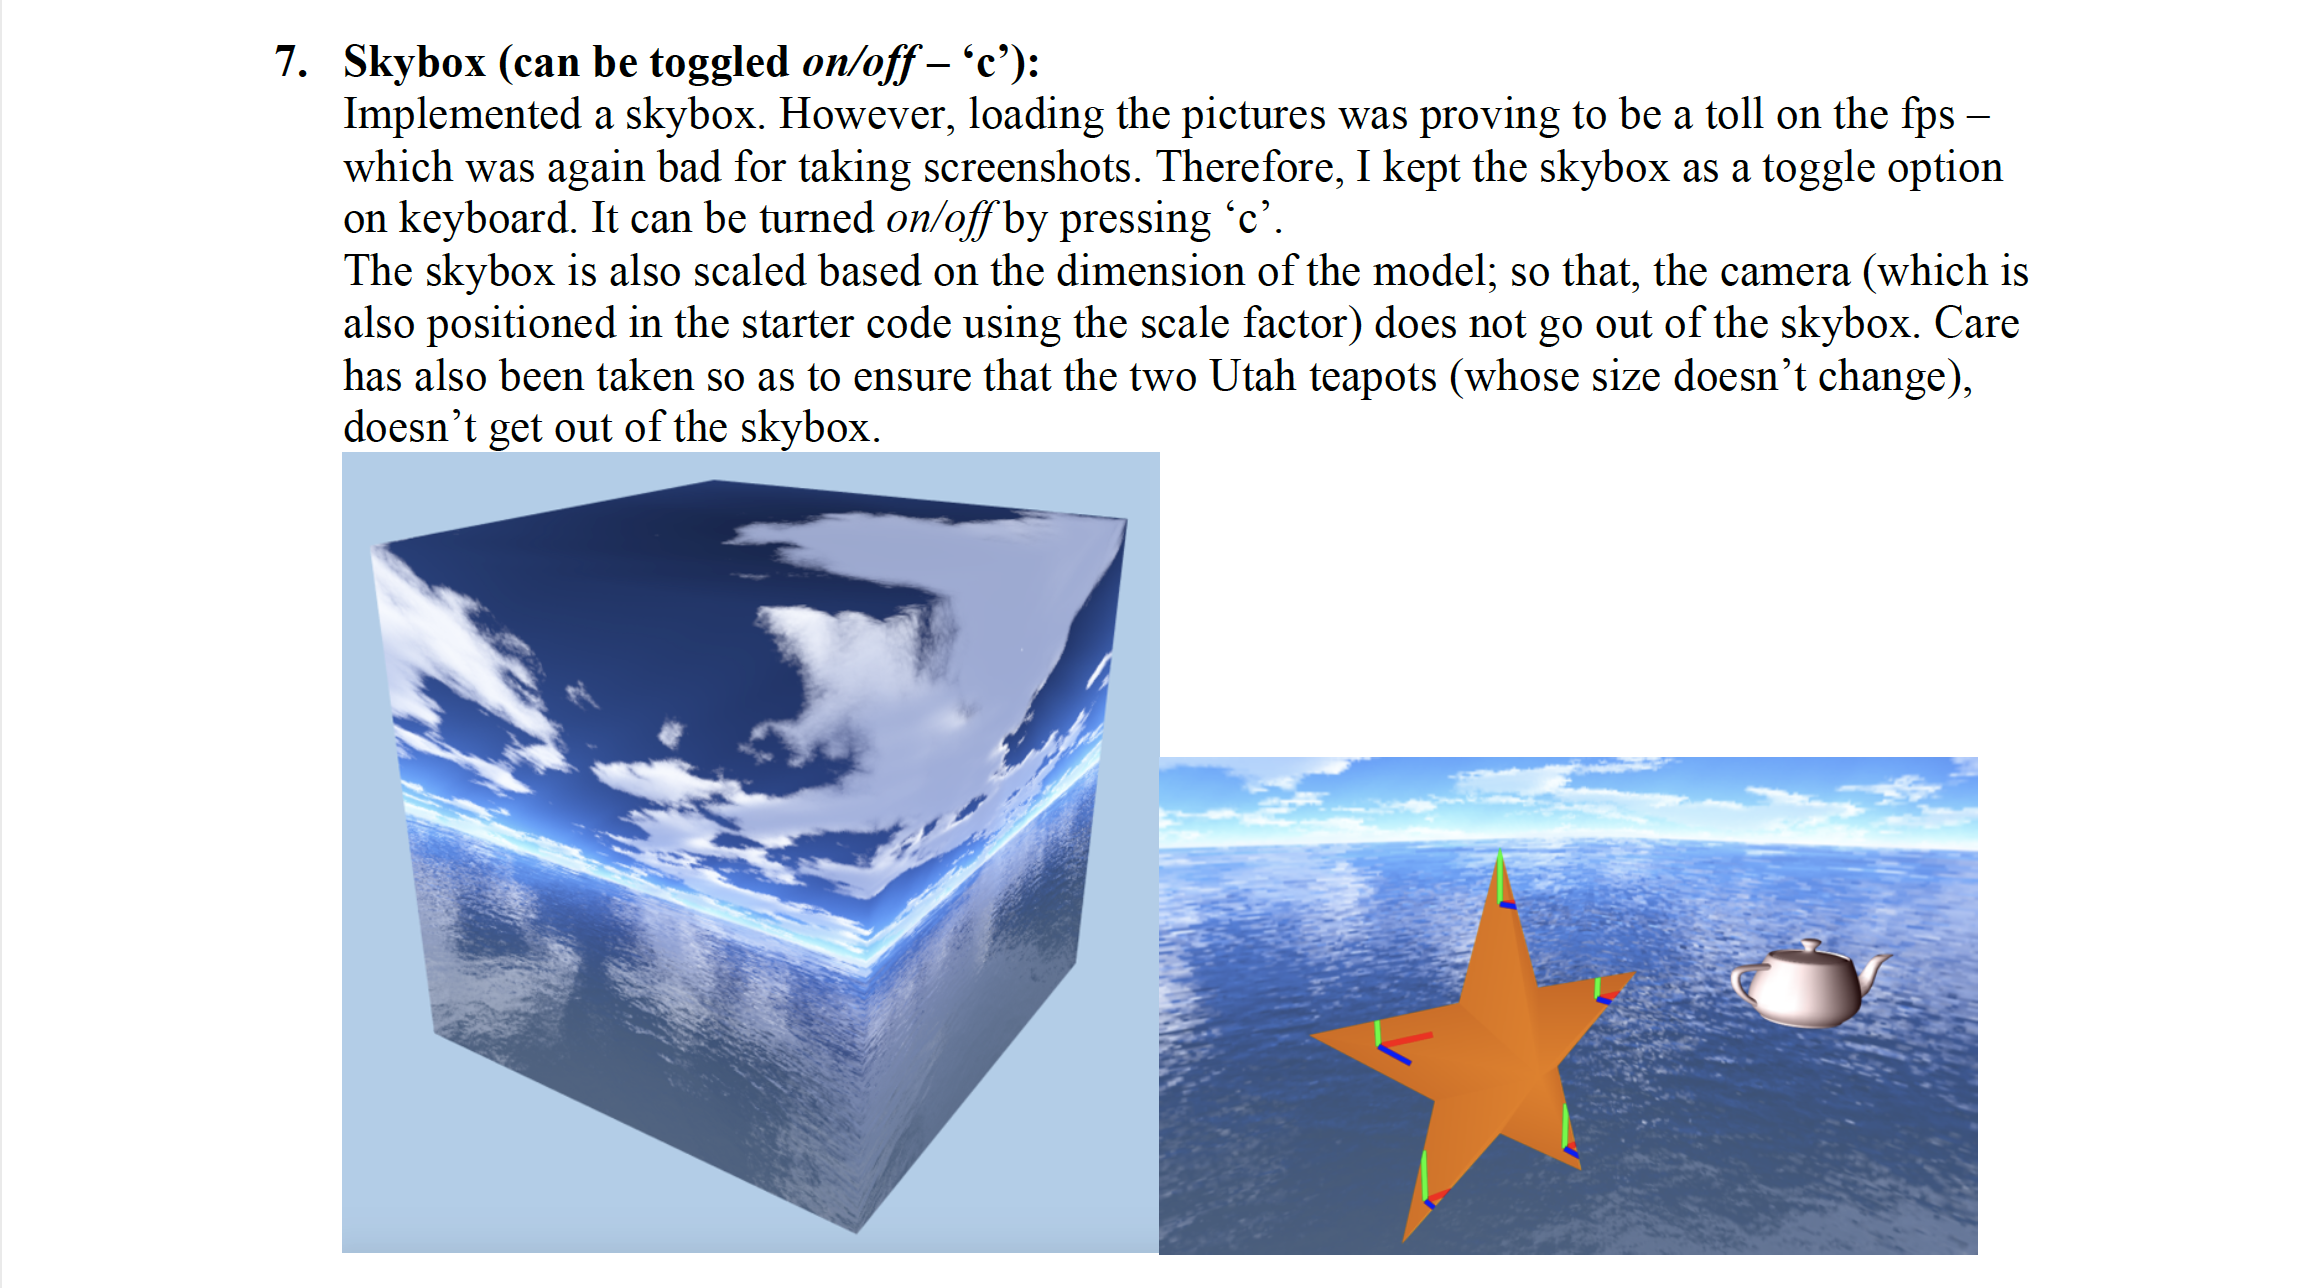 7. Skybox (can be toggled on/off – ‘c’):
Implemented a skybox. However, loading the pictures was proving to be a toll on the fps –
which was again bad for taking screenshots. Therefore, I kept the skybox as a toggle option
on keyboard. It can be turned on/off by pressing ‘c’.
The skybox is also scaled based on the dimension of the model; so that, the camera (which is
also positioned in the starter code using the scale factor) does not go out of the skybox. Care
has also been taken so as to ensure that the two Utah teapots (whose size doesn’t change),
doesn’t get out of the skybox.